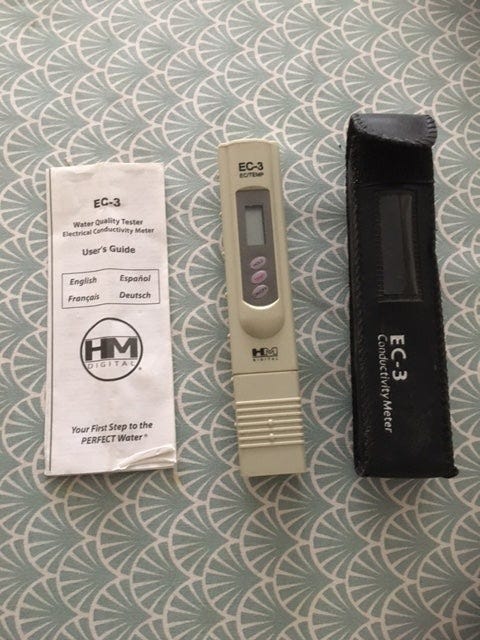 EC-3
Water Quality Tester
Electrical Conductivity Meter
User's Guide
English Español
Français Deutsch
HM
DIGITAL®
Your First Step to the
PERFECT Water®
EC-3
EC/TEMP
HM
DIGITAL
EC-3
Conductivity Meter